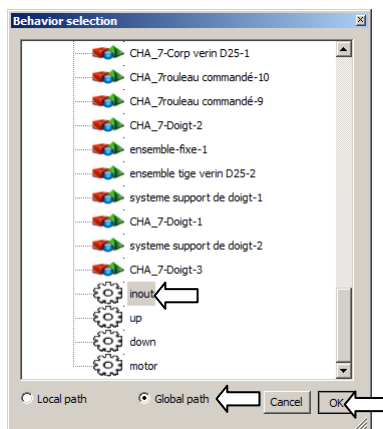 Behavior selection
CHA_7-Corp verin D25-1
CHA_7rouleau commandé-10
CHA_7rouleau commandé-9
CHA_7-Doigt-2
ensemble-fixe-1
ensemble tige verin D25-2
systeme support de doigt-1
CHA_7-Doigt-1
systeme support de doigt-2
CHA_7-Doigt-3
inout
up
down
motor
Local path Global path Cancel OK